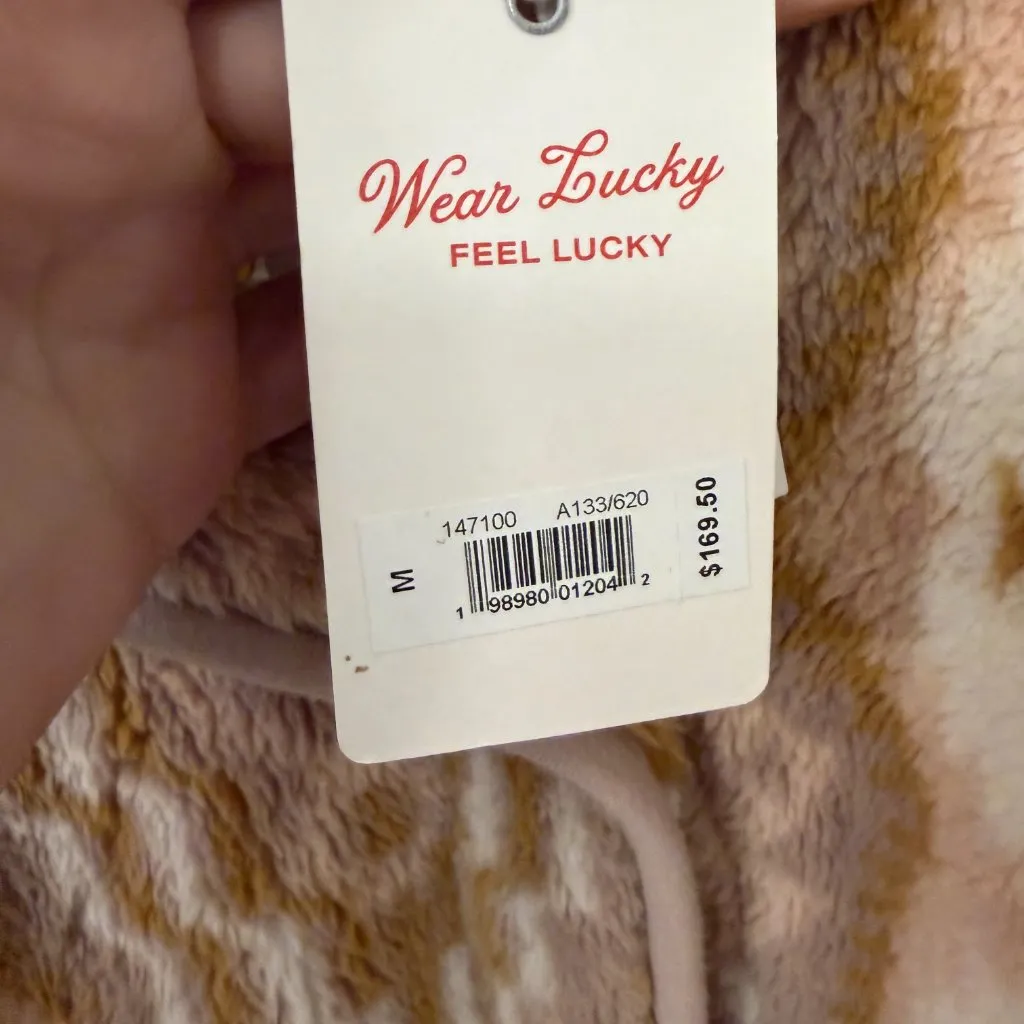 Wear Lucky
FEEL LUCKY
147100 A133/620
M
1 98980 01204 2
$169.50